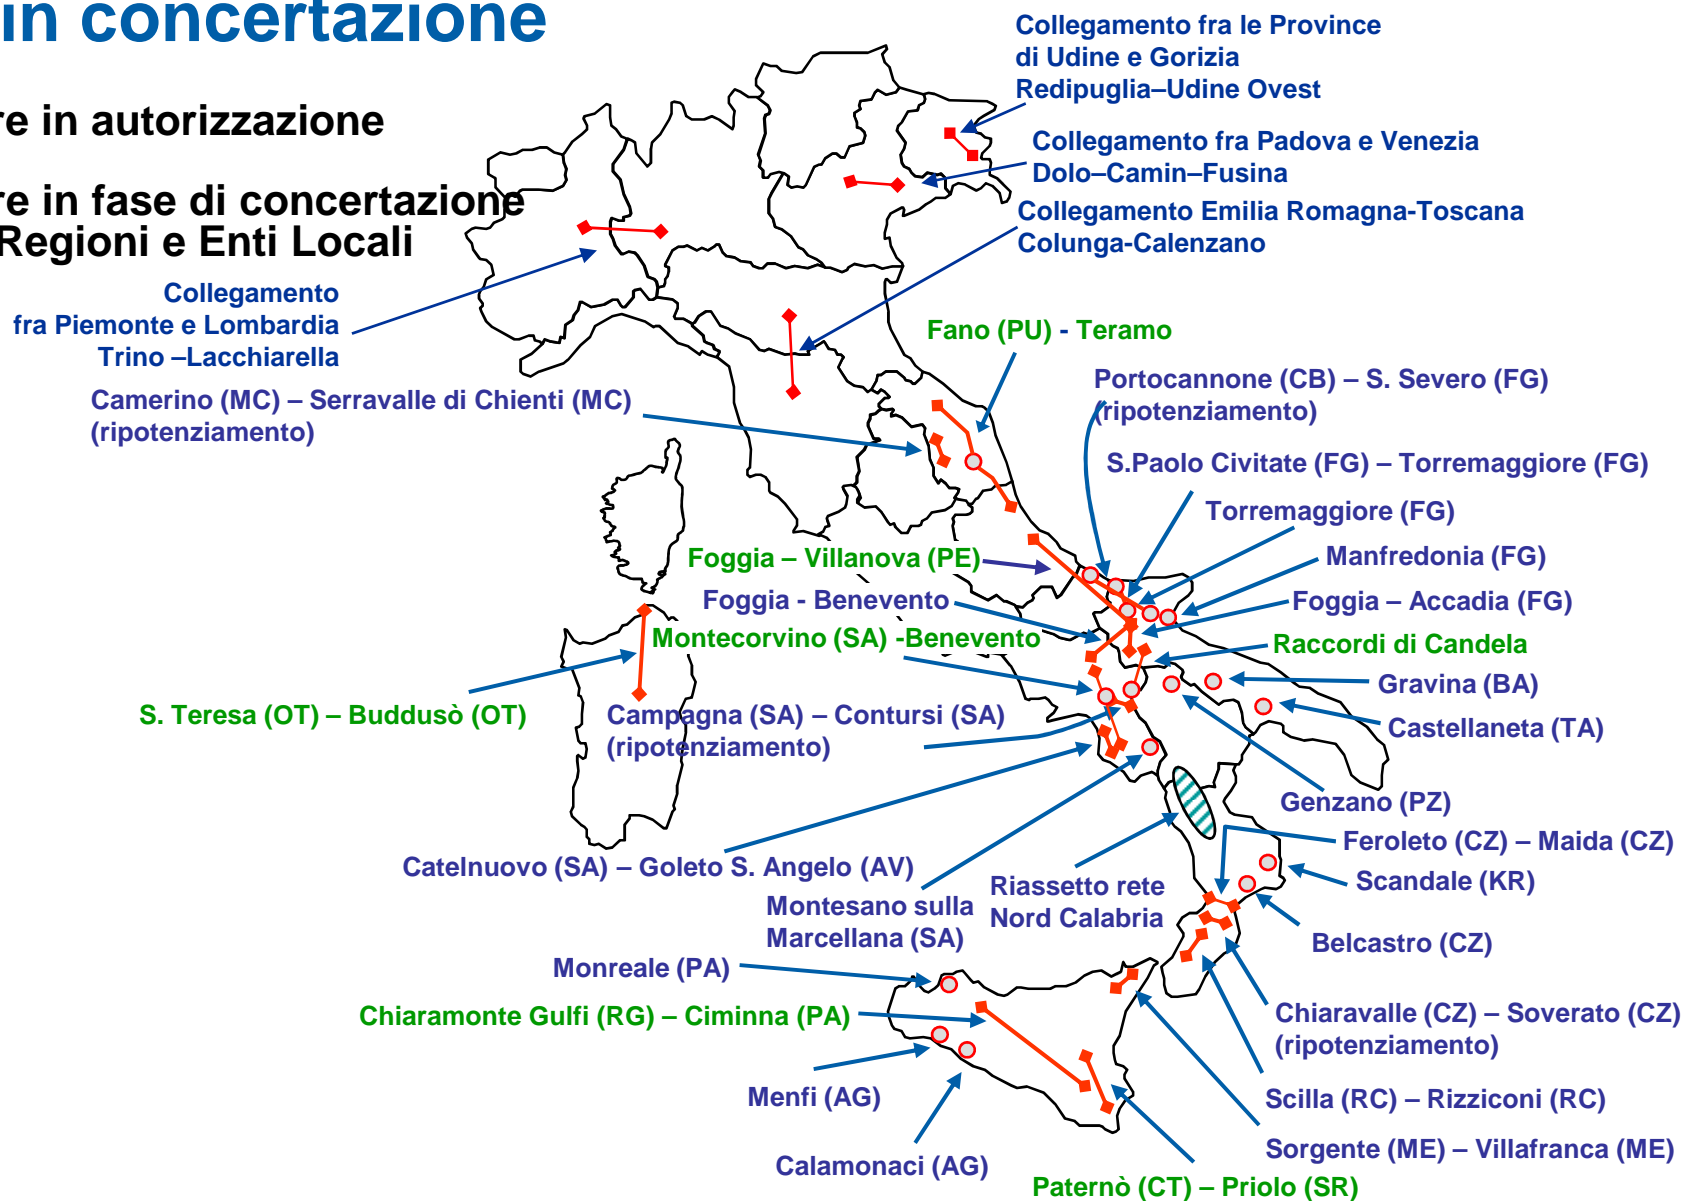 in concertazione
re in autorizzazione
re in fase di concertazione
Regioni e Enti Locali
Collegamento fra le Province
di Udine e Gorizia
Redipuglia–Udine Ovest
Collegamento fra Padova e Venezia
Dolo–Camin–Fusina
Collegamento Emilia Romagna-Toscana
Colunga-Calenzano
Collegamento
fra Piemonte e Lombardia
Trino –Lacchiarella
Fano (PU) - Teramo
Camerino (MC) – Serravalle di Chienti (MC)
(ripotenziamento)
Portocannone (CB) – S. Severo (FG)
(ripotenziamento)
S.Paolo Civitate (FG) – Torremaggiore (FG)
Torremaggiore (FG)
Manfredonia (FG)
Foggia – Villanova (PE)
Foggia - Benevento
Foggia – Accadia (FG)
Montecorvino (SA) -Benevento
Raccordi di Candela
Gravina (BA)
S. Teresa (OT) – Buddusò (OT)
Campagna (SA) – Contursi (SA)
(ripotenziamento)
Castellaneta (TA)
Genzano (PZ)
Feroleto (CZ) – Maida (CZ)
Catelnuovo (SA) – Goleto S. Angelo (AV)
Scandale (KR)
Riassetto rete
Nord Calabria
Montesano sulla
Marcellana (SA)
Belcastro (CZ)
Monreale (PA)
Chiaramonte Gulfi (RG) – Ciminna (PA)
Chiaravalle (CZ) – Soverato (CZ)
(ripotenziamento)
Menfi (AG)
Scilla (RC) – Rizziconi (RC)
Sorgente (ME) – Villafranca (ME)
Calamonaci (AG)
Paternò (CT) – Priolo (SR)